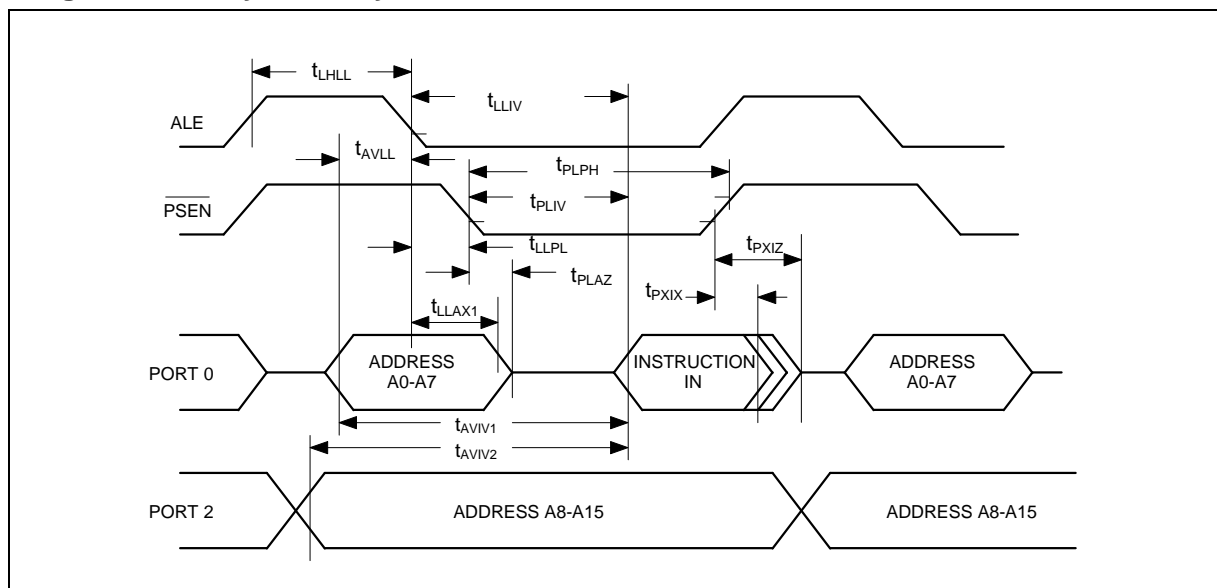 tLHLL
tLLIV
ALE
tAVLL
tPLPH
PSEN
tPLIV
tLLPL
tPXIZ
tPLAZ
tPXIX
tLLAX1
PORT 0
ADDRESS
A0-A7
INSTRUCTION
IN
ADDRESS
A0-A7
tAVIV1
tAVIV2
PORT 2
ADDRESS A8-A15
ADDRESS A8-A15